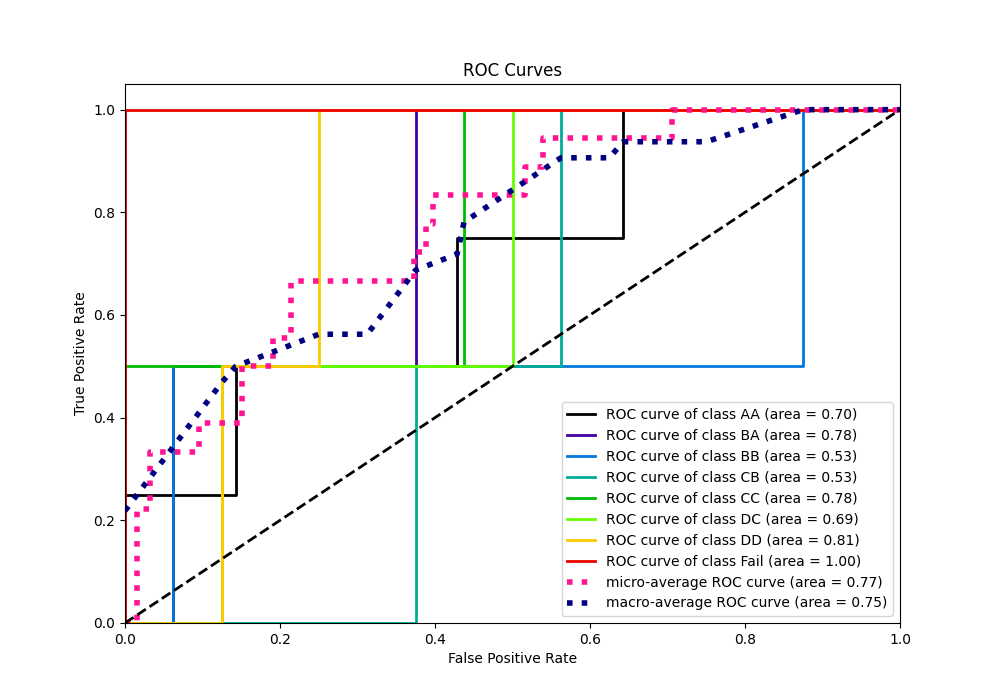 ROC Curves
True Positive Rate
1.0
0.8
0.6
0.4
0.2
0.0
0.0 0.2 0.4 0.6 0.8 1.0
False Positive Rate
ROC curve of class AA (area = 0.70)
ROC curve of class BA (area = 0.78)
ROC curve of class BB (area = 0.53)
ROC curve of class CB (area = 0.53)
ROC curve of class CC (area = 0.78)
ROC curve of class DC (area = 0.69)
ROC curve of class DD (area = 0.81)
ROC curve of class Fail (area = 1.00)
micro-average ROC curve (area = 0.77)
macro-average ROC curve (area = 0.75)